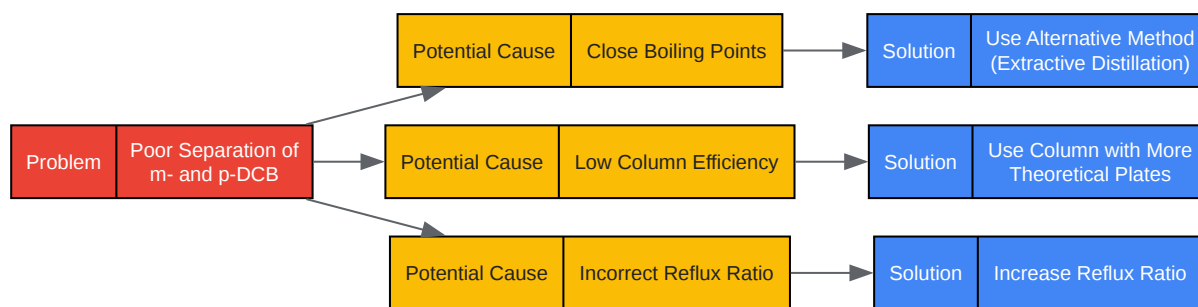 Potential Cause
Close Boiling Points
Solution
Use Alternative Method
(Extractive Distillation)
Problem
Poor Separation of
m- and p-DCB
Potential Cause
Low Column Efficiency
Solution
Use Column with More
Theoretical Plates
Potential Cause
Incorrect Reflux Ratio
Solution
Increase Reflux Ratio